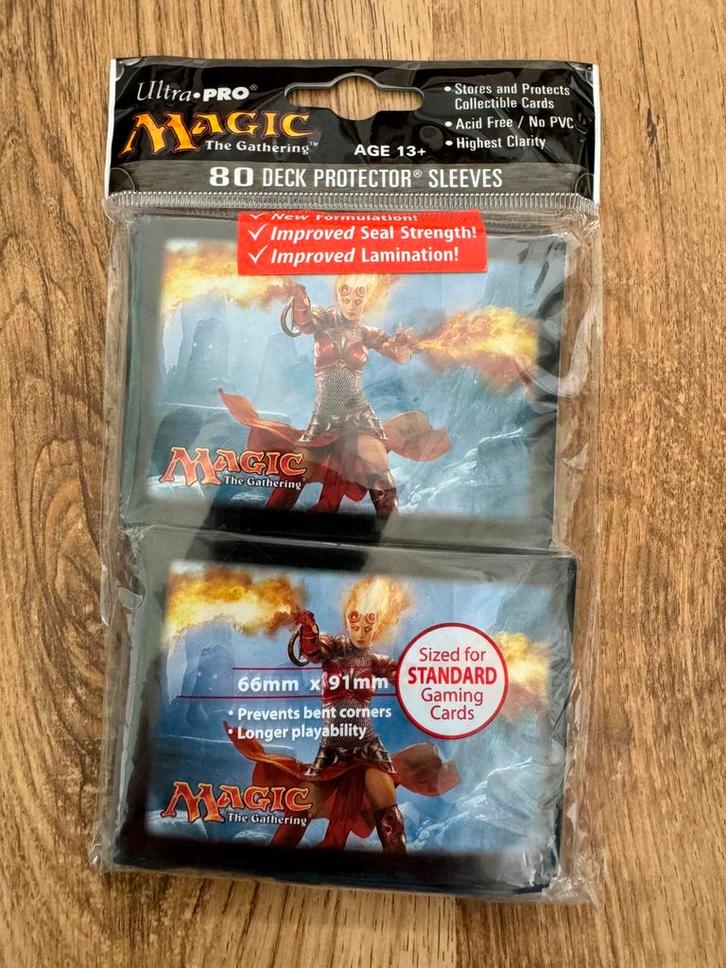 Ultra•PRO®
MAGIC
The Gathering™
AGE 13+
• Stores and Protects
Collectible Cards
• Acid Free / No PVC
• Highest Clarity
80 DECK PROTECTOR® SLEEVES
✓ New Formulation!
✓ Improved Seal Strength!
✓ Improved Lamination!
MAGIC
The Gathering®
66mm x 91mm
• Prevents bent corners
• Longer playability
Sized for
STANDARD
Gaming
Cards
MAGIC
The Gathering®